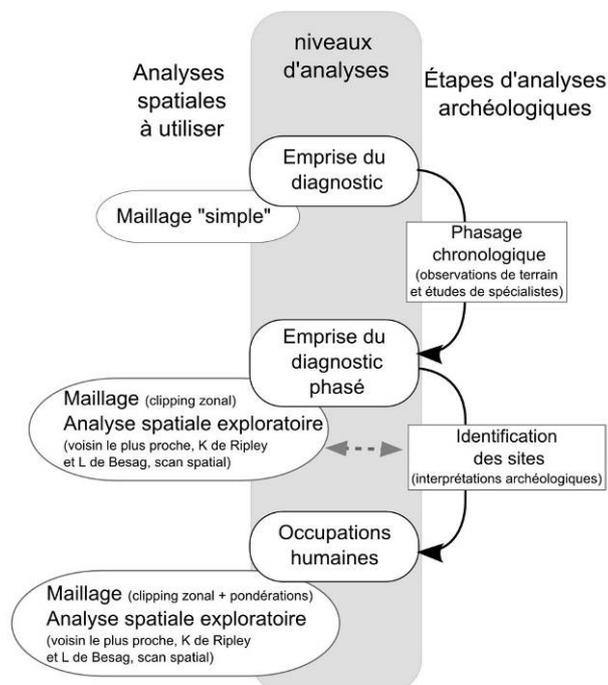 niveaux
d'analyses
Analyses
spatiales
à utiliser
Étapes d'analyses
archéologiques
Emprise du
diagnostic
Maillage "simple"
Phasage
chronologique
(observations de terrain
et études de spécialistes)
Emprise du
diagnostic
phasé
Maillage (clipping zonal)
Analyse spatiale exploratoire
(voisin le plus proche, K de Ripley
et L de Besag, scan spatial)
Identification
des sites
(interprétations archéologiques)
Occupations
humaines
Maillage (clipping zonal + pondérations)
Analyse spatiale exploratoire
(voisin le plus proche, K de Ripley
et L de Besag, scan spatial)